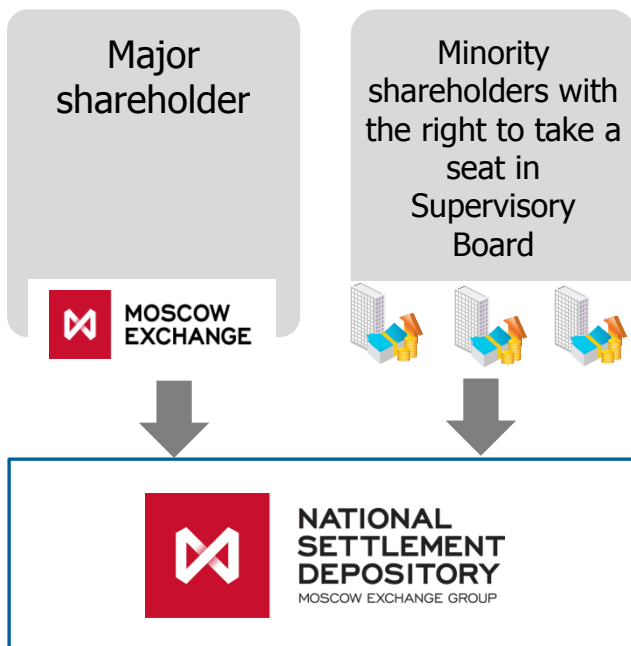 Major
shareholder
MOSCOW
EXCHANGE
Minority
shareholders with
the right to take a
seat in
Supervisory
Board
NATIONAL
SETTLEMENT
DEPOSITORY
MOSCOW EXCHANGE GROUP